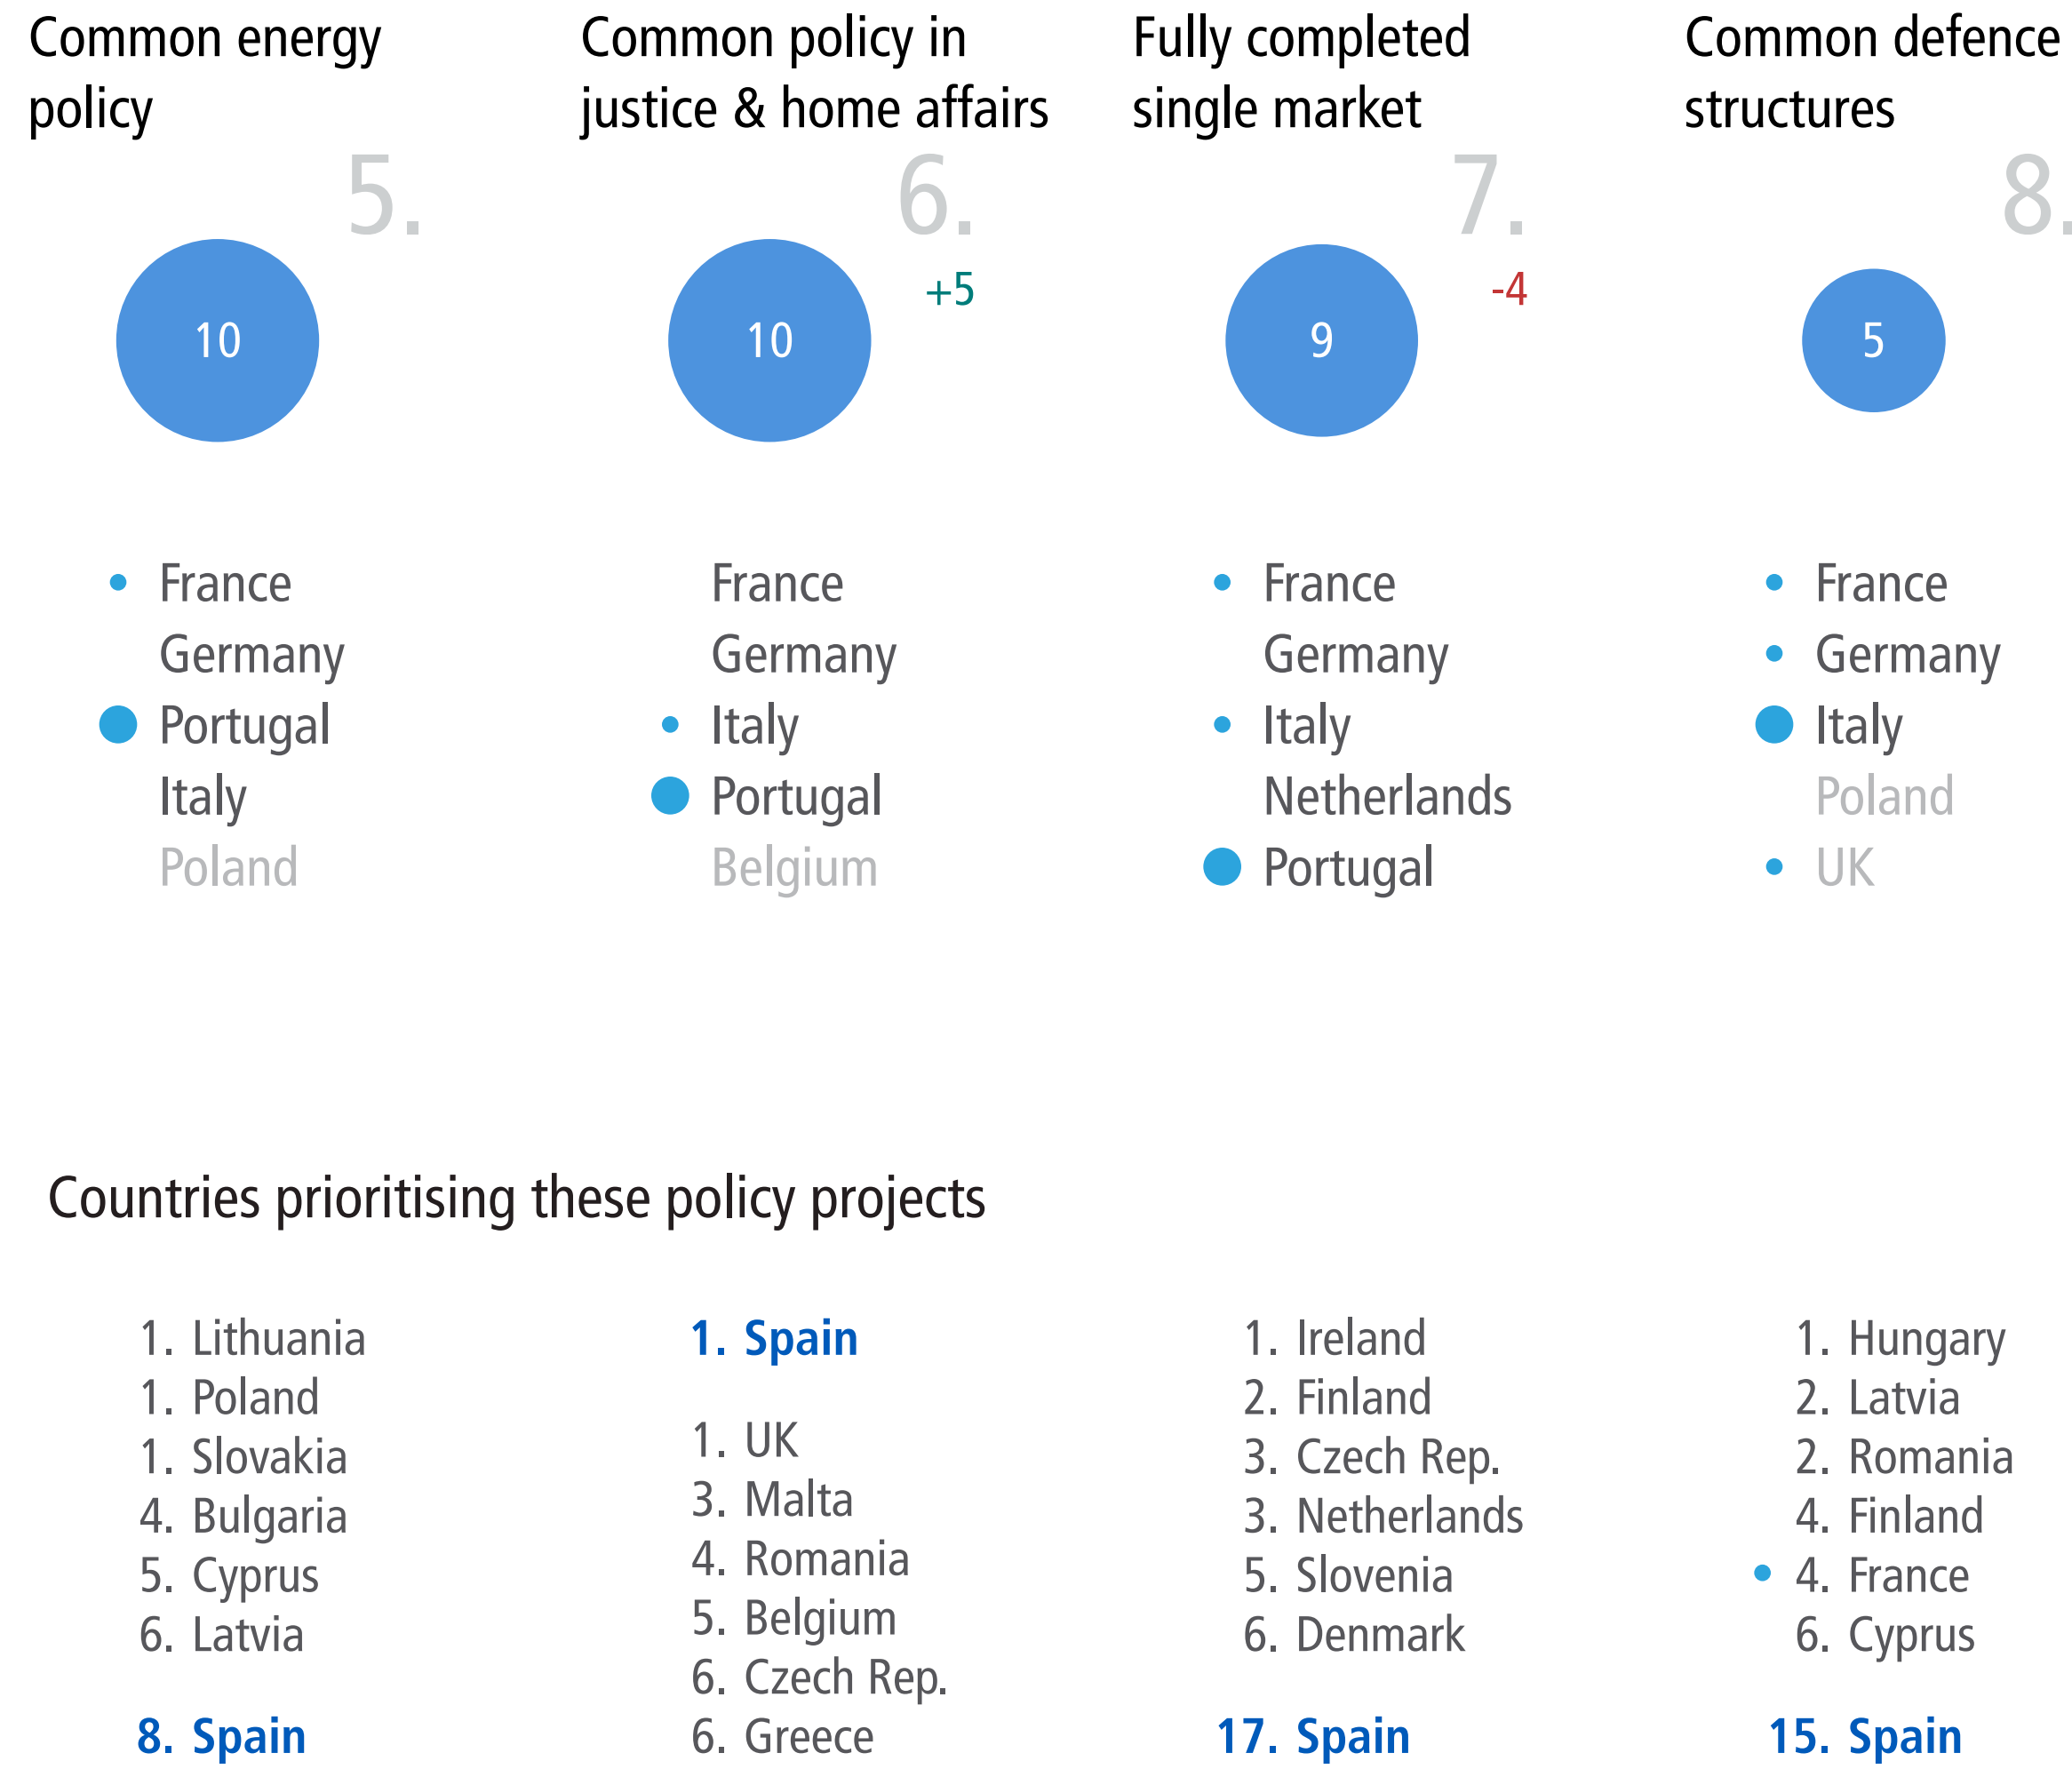 Common energy
policy
5.
10
France
Germany
Portugal
Italy
Poland
Common policy in
justice & home affairs
6.
+5
10
France
Germany
Italy
Portugal
Belgium
Fully completed
single market
7.
-4
9
France
Germany
Italy
Netherlands
Portugal
Common defence
structures
8.
5
France
Germany
Italy
Poland
UK
Countries prioritising these policy projects
1. Lithuania
1. Poland
1. Slovakia
4. Bulgaria
5. Cyprus
6. Latvia
8. Spain
1. Spain
1. UK
3. Malta
4. Romania
5. Belgium
6. Czech Rep.
6. Greece
1. Ireland
2. Finland
3. Czech Rep.
3. Netherlands
5. Slovenia
6. Denmark
17. Spain
1. Hungary
2. Latvia
2. Romania
4. Finland
4. France
6. Cyprus
15. Spain